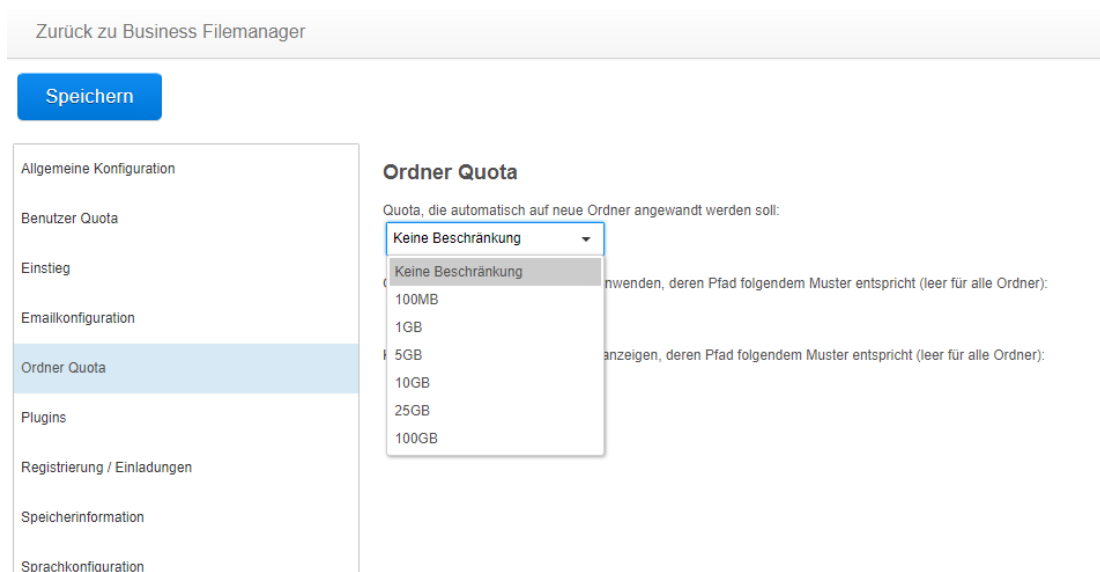 Zurück zu Business Filemanager
Speichern
Allgemeine Konfiguration
Benutzer Quota
Einstieg
Emailkonfiguration
Ordner Quota
Plugins
Registrierung / Einladungen
Speicherinformation
Sprachkonfiguration
Ordner Quota
Quota, die automatisch auf neue Ordner angewandt werden soll:
Keine Beschränkung
Keine Beschränkung
100MB
1GB
5GB
10GB
25GB
100GB
deren Pfad folgendem Muster entspricht (leer für alle Ordner):
deren Pfad folgendem Muster entspricht (leer für alle Ordner):